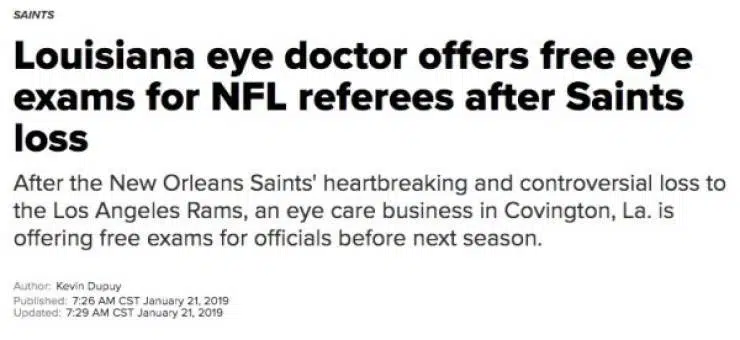 SAINTS
Louisiana eye doctor offers free eye
exams for NFL referees after Saints
loss
After the New Orleans Saints' heartbreaking and controversial loss to
the Los Angeles Rams, an eye care business in Covington, La. is
offering free exams for officials before next season.
Author: Kevin Dupuy
Published: 7:26 AM CST January 21, 2019
Updated: 7:29 AM CST January 21, 2019